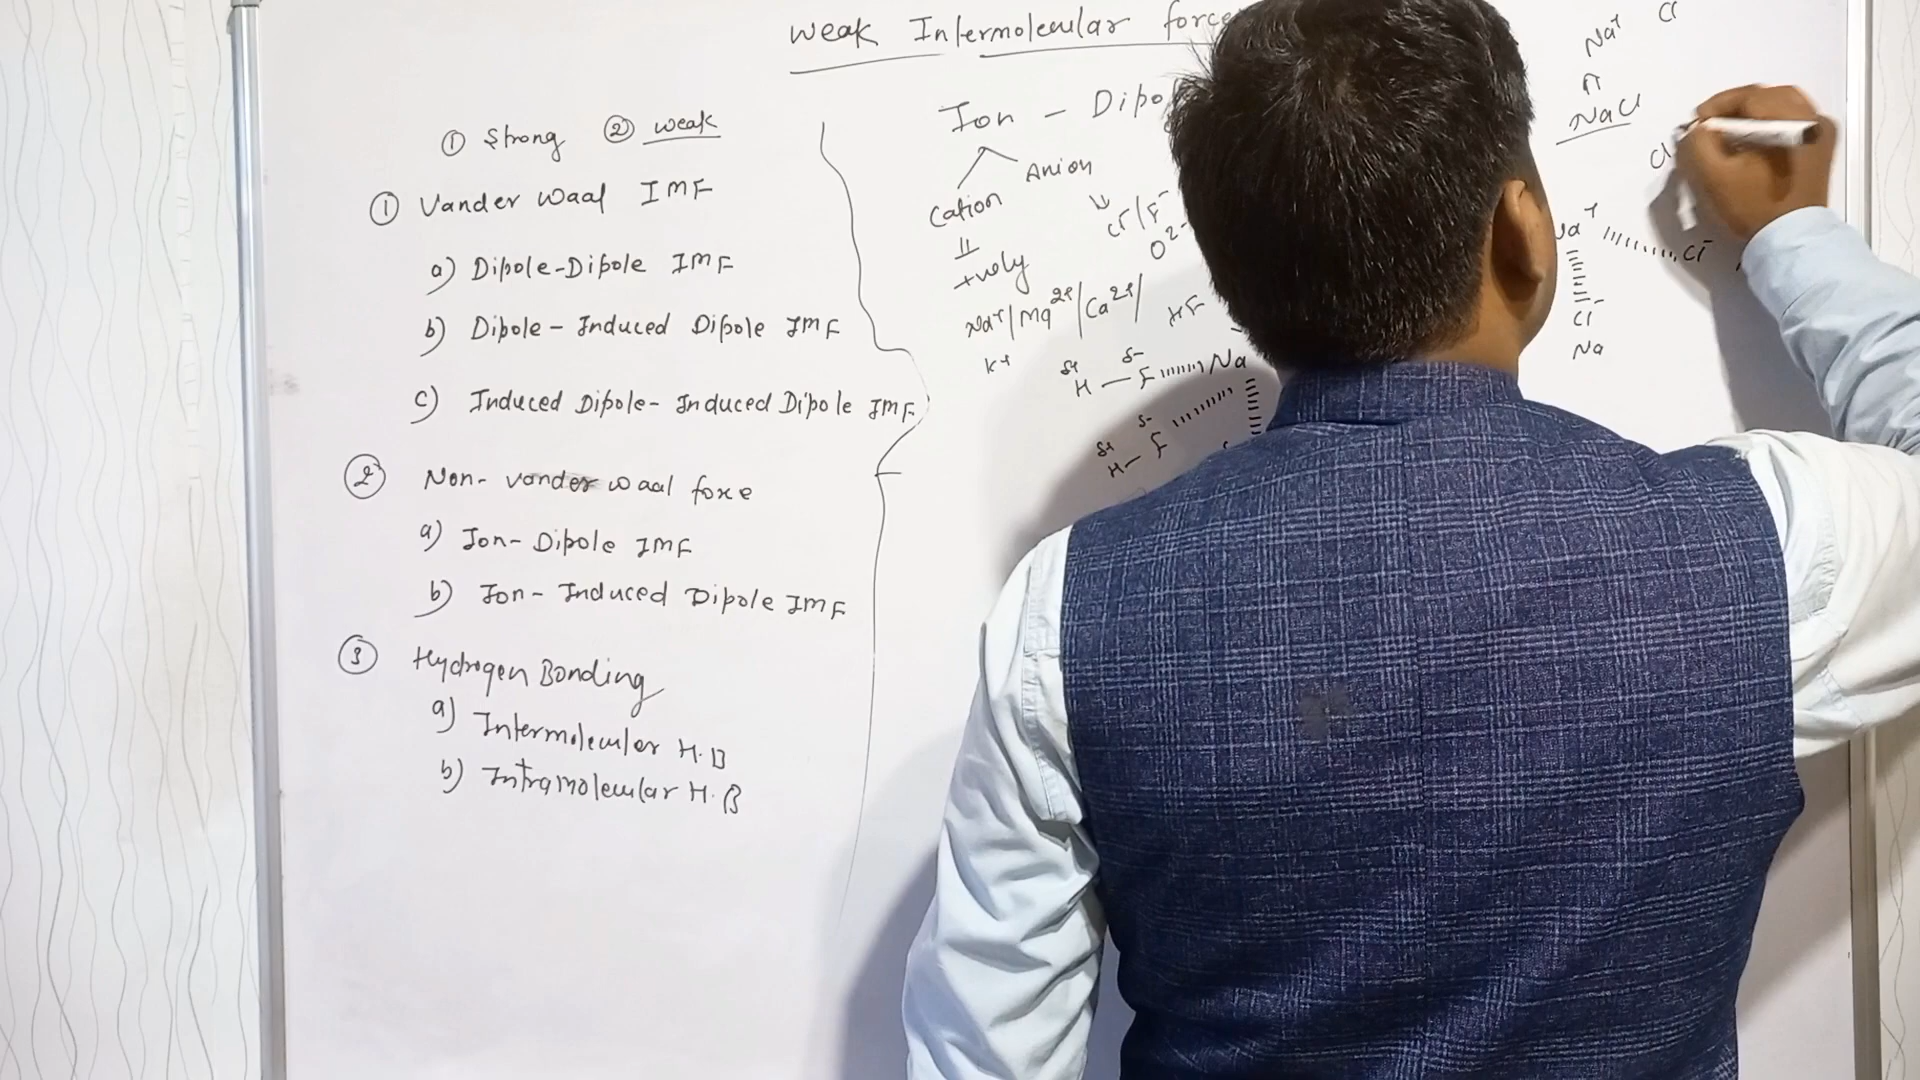 Weak Intermolecular force
① Strong ② weak
① Vander Waal IMF
a) Dipole-Dipole IMF
b) Dipole - Induced Dipole IMF
c) Induced Dipole - Induced Dipole IMF
② Non-vander waal force
a) Ion-Dipole IMF
b) Ion-Induced Dipole IMF
③ Hydrogen Bonding
a) Intermolecular H.B
b) Intramolecular H.B
Ion - Dipo
Cation Anion
Cl⁻/F⁻
O²⁻
+vely
Na⁺/Mg²⁺/Ca²⁺/
K⁺
HF
δ+ δ-
H-F Na
δ+ δ-
H-F
Na⁺ Cl
NaCl
Cl
Na⁺ Cl⁻
Cl⁻
Na